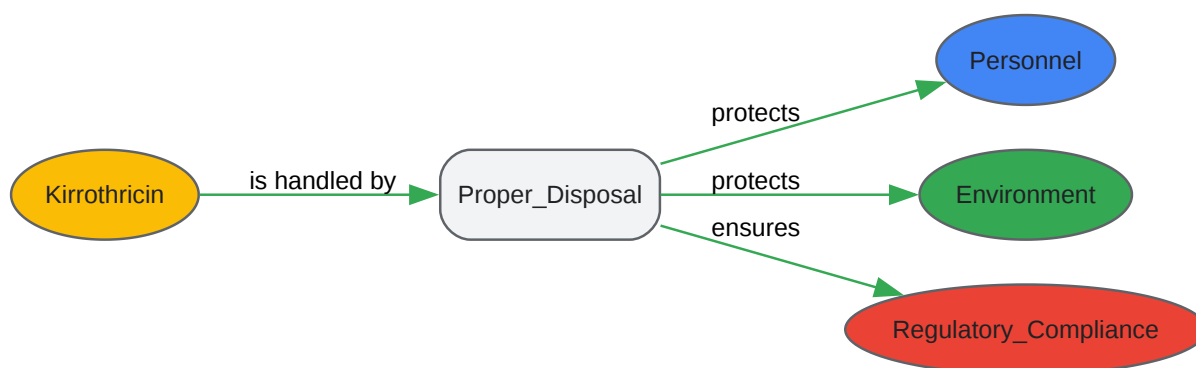 Kirrothricin
is handled by
Proper_Disposal
protects
Personnel
protects
Environment
ensures
Regulatory_Compliance